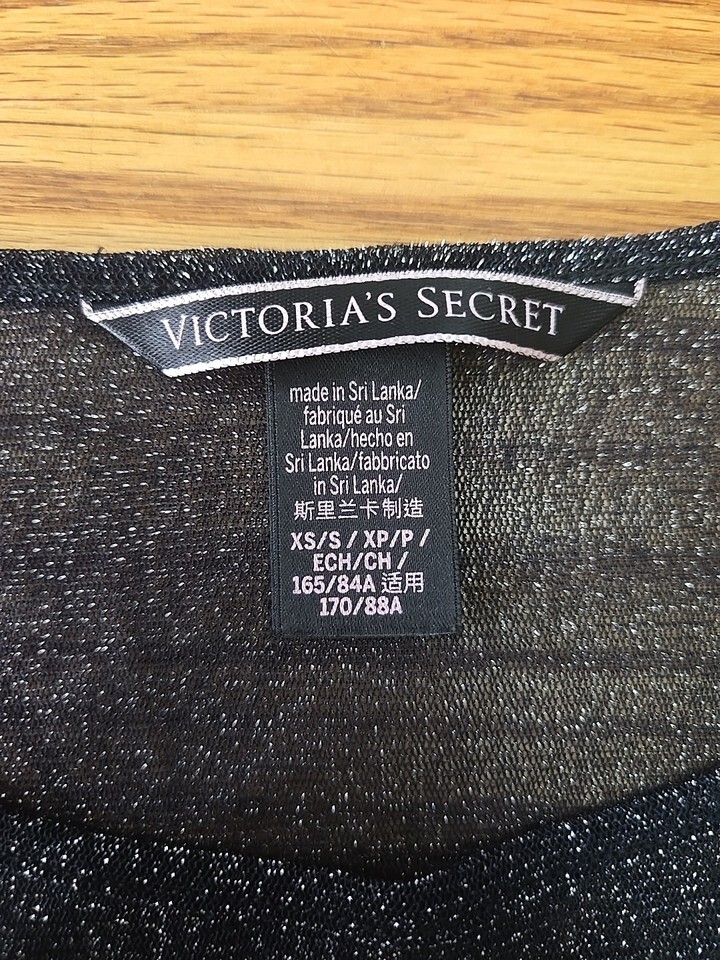 VICTORIA'S SECRET
made in Sri Lanka/
fabriqué au Sri
Lanka/hecho en
Sri Lanka/fabbricato
in Sri Lanka/
斯里兰卡制造
XS/S / XP/P /
ECH/CH /
165/84A 适用
170/88A